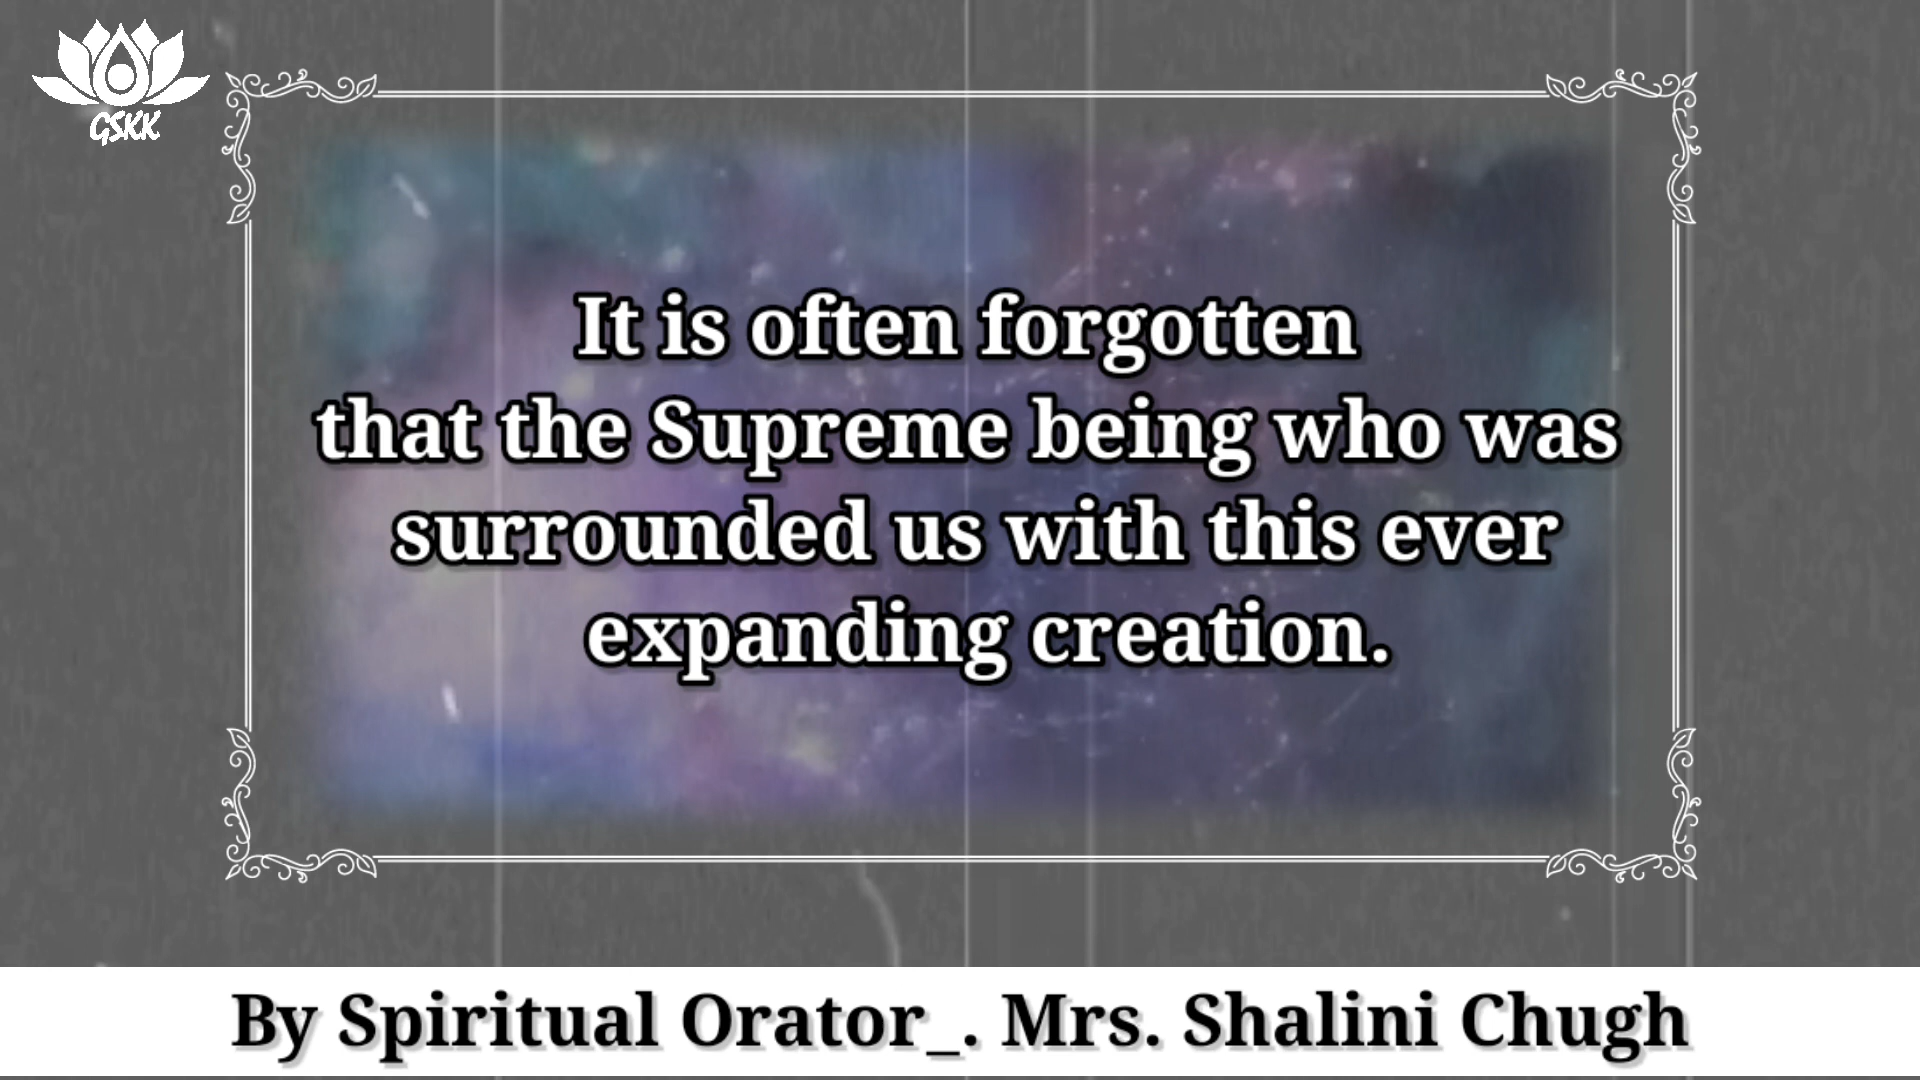 GSKK
It is often forgotten
that the Supreme being who was
surrounded us with this ever
expanding creation.
By Spiritual Orator_. Mrs. Shalini Chugh